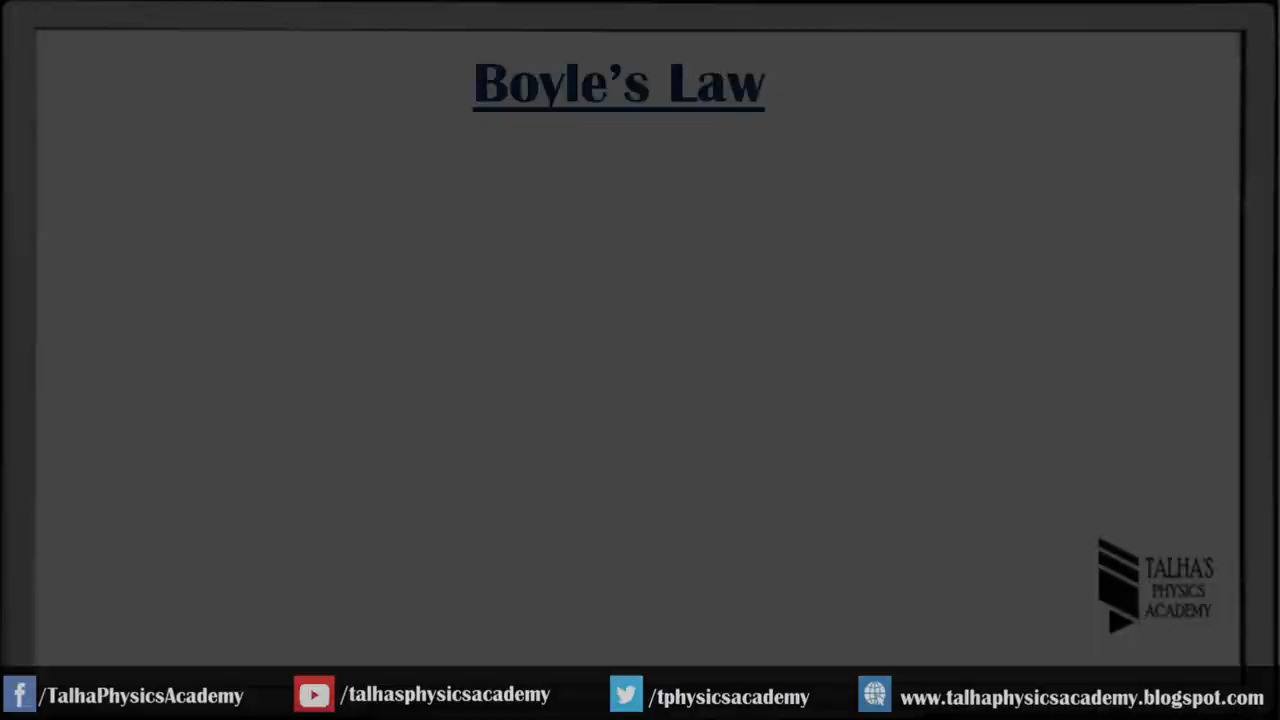 Boyle's Law
TALHA'S
PHYSICS
ACADEMY
/TalhaPhysicsAcademy
/talhasphysicsacademy
/tphysicsacademy
www.talhaphysicsacademy.blogspot.com